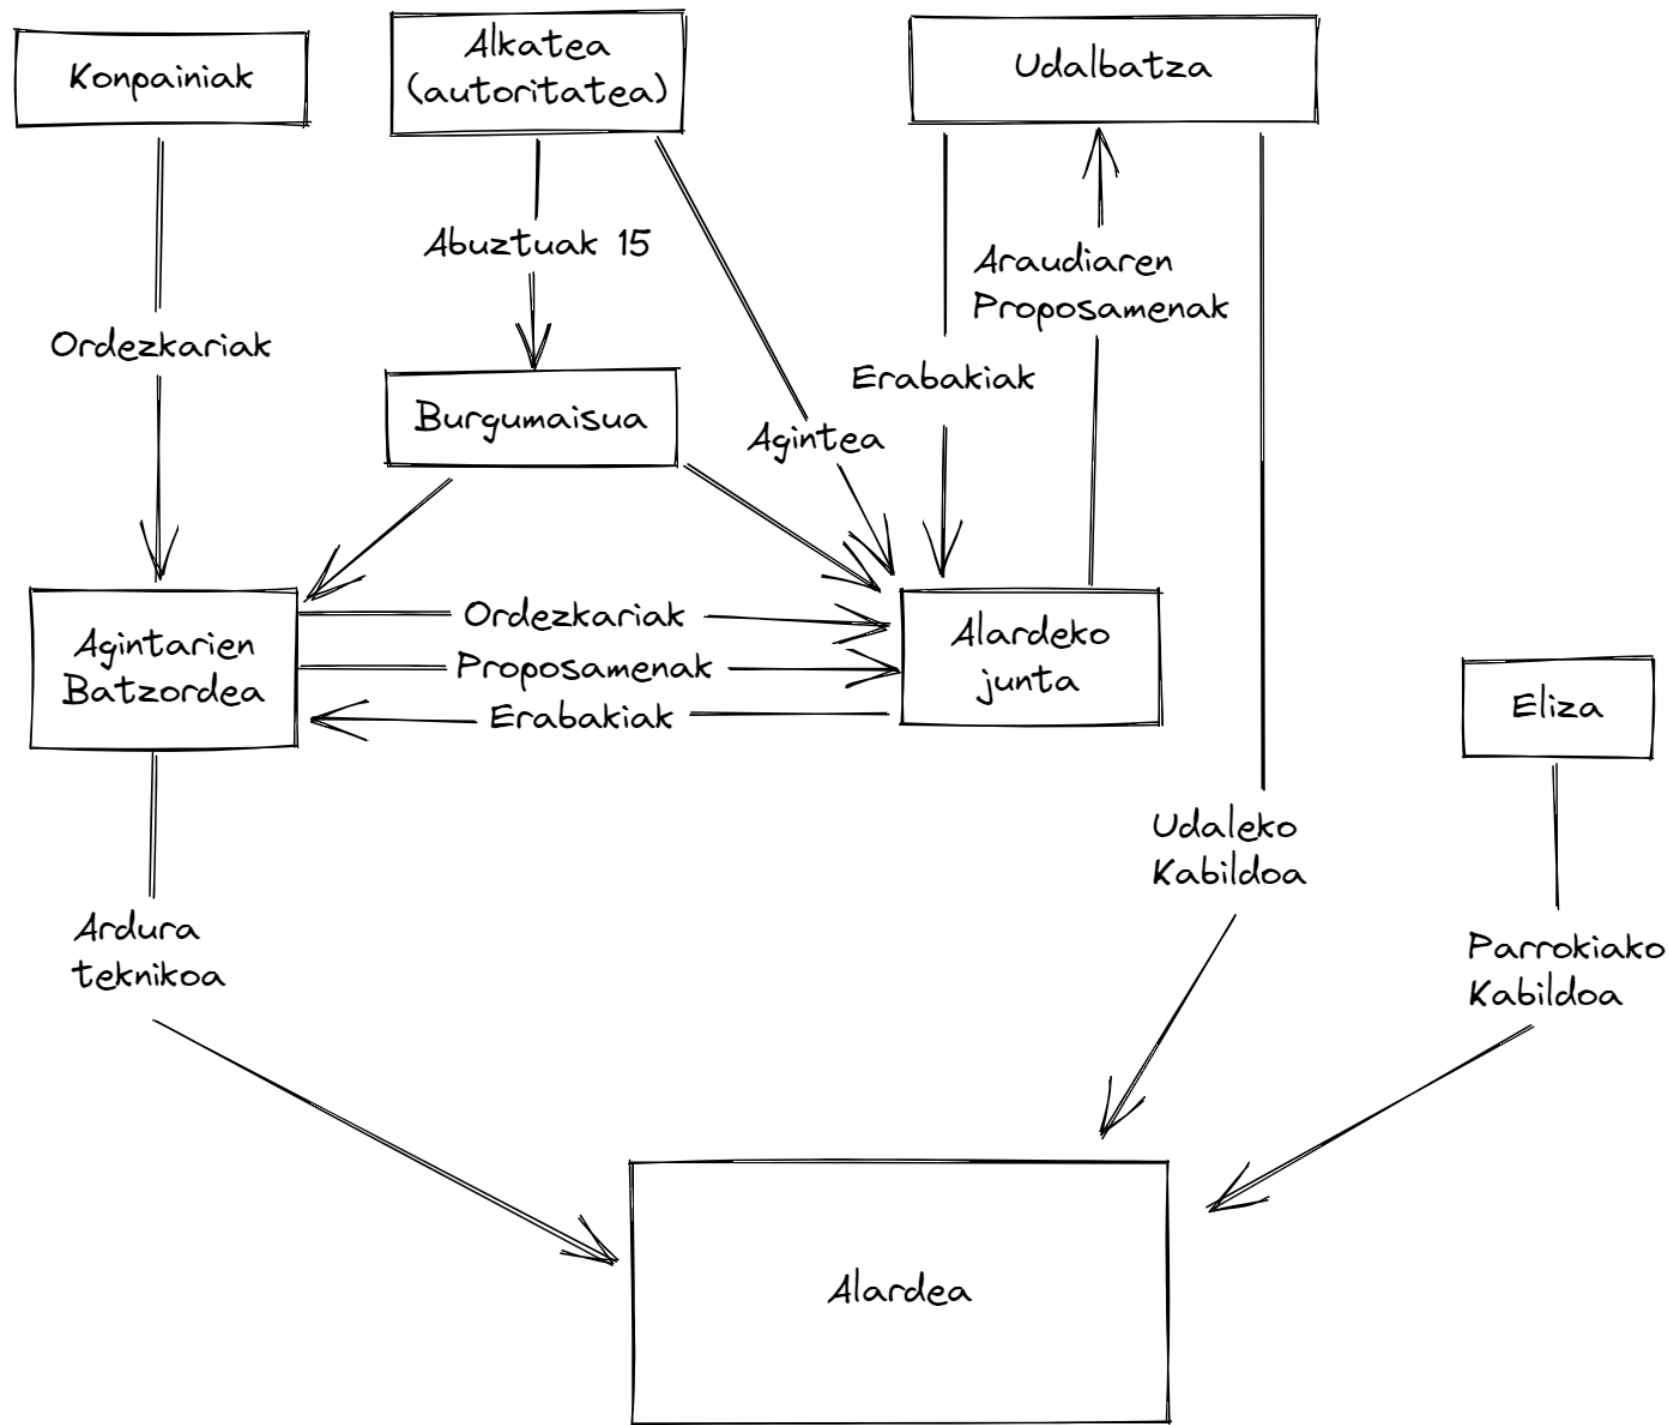 Konpainiak
Alkatea
(autoritatea)
Udalbatza
Abuztuak 15
Araudiaren
Proposamenak
Ordezkariak
Erabakiak
Burgumaisua
Agintea
Agintarien
Batzordea
Ordezkariak
Proposamenak
Erabakiak
Alardeko
junta
Eliza
Udaleko
Kabildoa
Ardura
teknikoa
Parrokiako
Kabildoa
Alardea